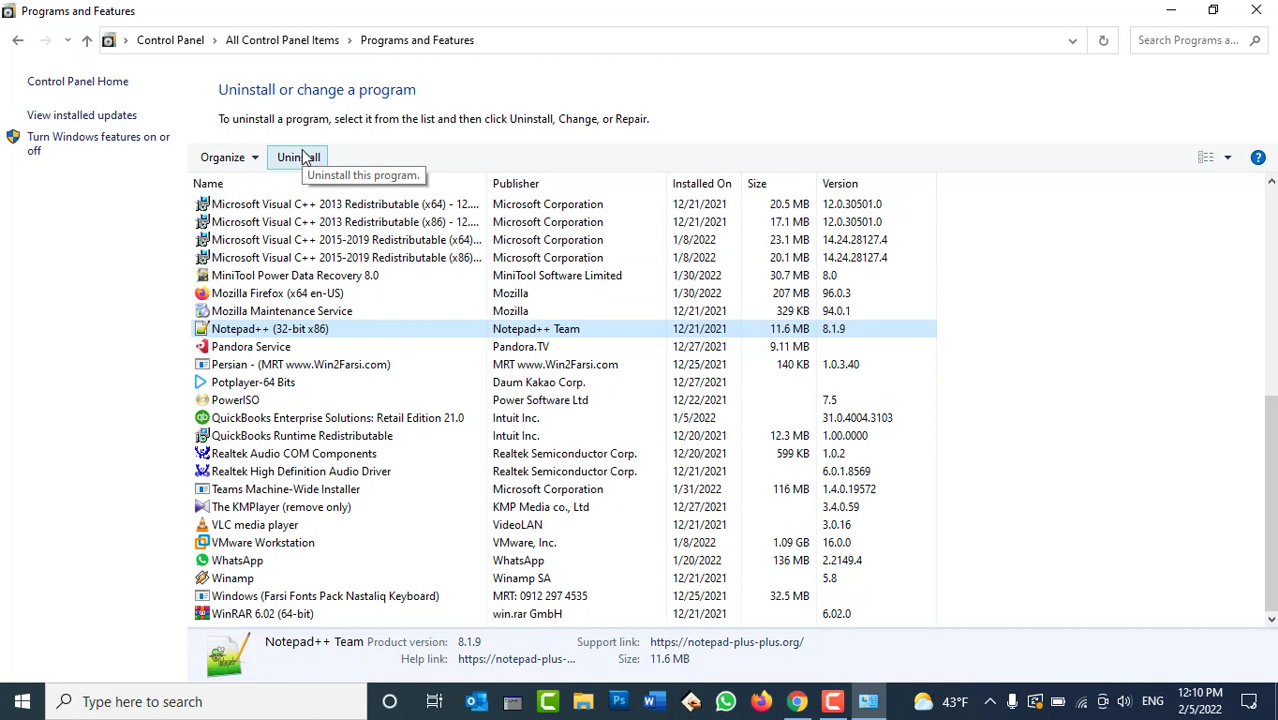 Programs and Features
Control Panel > All Control Panel Items > Programs and Features
Search Programs a...
Control Panel Home
View installed updates
Turn Windows features on or off
Uninstall or change a program
To uninstall a program, select it from the list and then click Uninstall, Change, or Repair.
Organize Uninstall
Uninstall this program.
Name Publisher Installed On Size Version
Microsoft Visual C++ 2013 Redistributable (x64) - 12.... Microsoft Corporation 12/21/2021 20.5 MB 12.0.30501.0
Microsoft Visual C++ 2013 Redistributable (x86) - 12.... Microsoft Corporation 12/21/2021 17.1 MB 12.0.30501.0
Microsoft Visual C++ 2015-2019 Redistributable (x64)... Microsoft Corporation 1/8/2022 23.1 MB 14.24.28127.4
Microsoft Visual C++ 2015-2019 Redistributable (x86)... Microsoft Corporation 1/8/2022 20.1 MB 14.24.28127.4
MiniTool Power Data Recovery 8.0 MiniTool Software Limited 1/30/2022 30.7 MB 8.0
Mozilla Firefox (x64 en-US) Mozilla 1/30/2022 207 MB 96.0.3
Mozilla Maintenance Service Mozilla 12/21/2021 329 KB 94.0.1
Notepad++ (32-bit x86) Notepad++ Team 12/21/2021 11.6 MB 8.1.9
Pandora Service Pandora.TV 12/27/2021 9.11 MB
Persian - (MRT www.Win2Farsi.com) MRT www.Win2Farsi.com 12/25/2021 140 KB 1.0.3.40
Potplayer-64 Bits Daum Kakao Corp. 12/27/2021
PowerISO Power Software Ltd 12/22/2021 7.5
QuickBooks Enterprise Solutions: Retail Edition 21.0 Intuit Inc. 1/5/2022 31.0.4004.3103
QuickBooks Runtime Redistributable Intuit Inc. 12/20/2021 12.3 MB 1.00.0000
Realtek Audio COM Components Realtek Semiconductor Corp. 12/21/2021 599 KB 1.0.2
Realtek High Definition Audio Driver Realtek Semiconductor Corp. 12/21/2021 6.0.1.8569
Teams Machine-Wide Installer Microsoft Corporation 1/31/2022 116 MB 1.4.0.19572
The KMPlayer (remove only) KMP Media co., Ltd 12/27/2021 3.4.0.59
VLC media player VideoLAN 12/21/2021 3.0.16
VMware Workstation VMware, Inc. 1/8/2022 1.09 GB 16.0.0
WhatsApp WhatsApp 1/20/2022 136 MB 2.2149.4
Winamp Winamp SA 12/21/2021 5.8
Windows (Farsi Fonts Pack Nastaliq Keyboard) MRT: 0912 297 4535 12/25/2021 32.5 MB
WinRAR 6.02 (64-bit) win.rar GmbH 12/21/2021 6.02.0
Notepad++ Team Product version: 8.1.9 Support link: https://notepad-plus-plus.org/
Help link: https://notepad-plus-... Size: 11.6 MB
Type here to search
43°F ENG
12:10 PM
2/5/2022